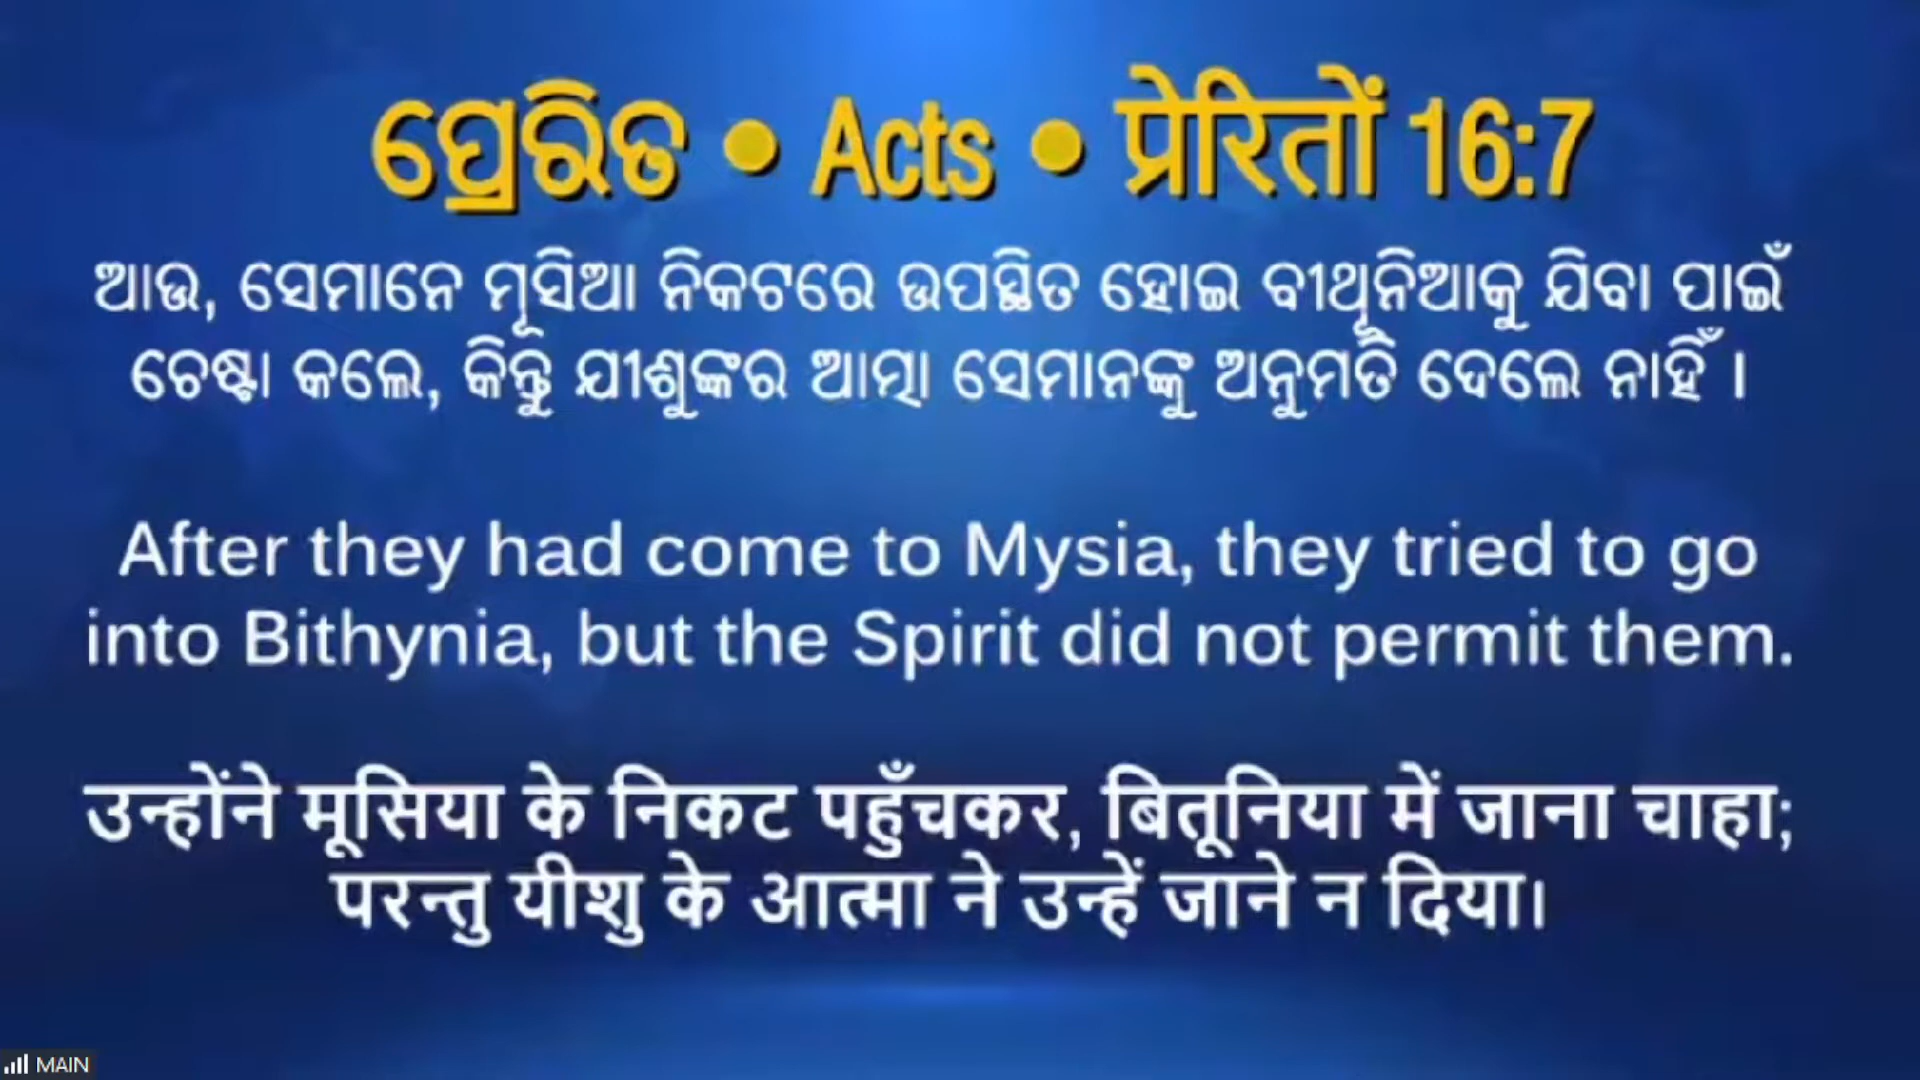 ପ୍ରେରିତ • Acts • प्रेरितों 16:7
ଆଉ, ସେମାନେ ମୂସିଆ ନିକଟରେ ଉପସ୍ଥିତ ହୋଇ ବୀଥୂନିଆକୁ ଯିବା ପାଇଁ
ଚେଷ୍ଟା କଲେ, କିନ୍ତୁ ଯୀଶୁଙ୍କର ଆତ୍ମା ସେମାନଙ୍କୁ ଅନୁମତି ଦେଲେ ନାହିଁ ।
After they had come to Mysia, they tried to go
into Bithynia, but the Spirit did not permit them.
उन्होंने मूसिया के निकट पहुँचकर, बितूनिया में जाना चाहा;
परन्तु यीशु के आत्मा ने उन्हें जाने न दिया।
MAIN